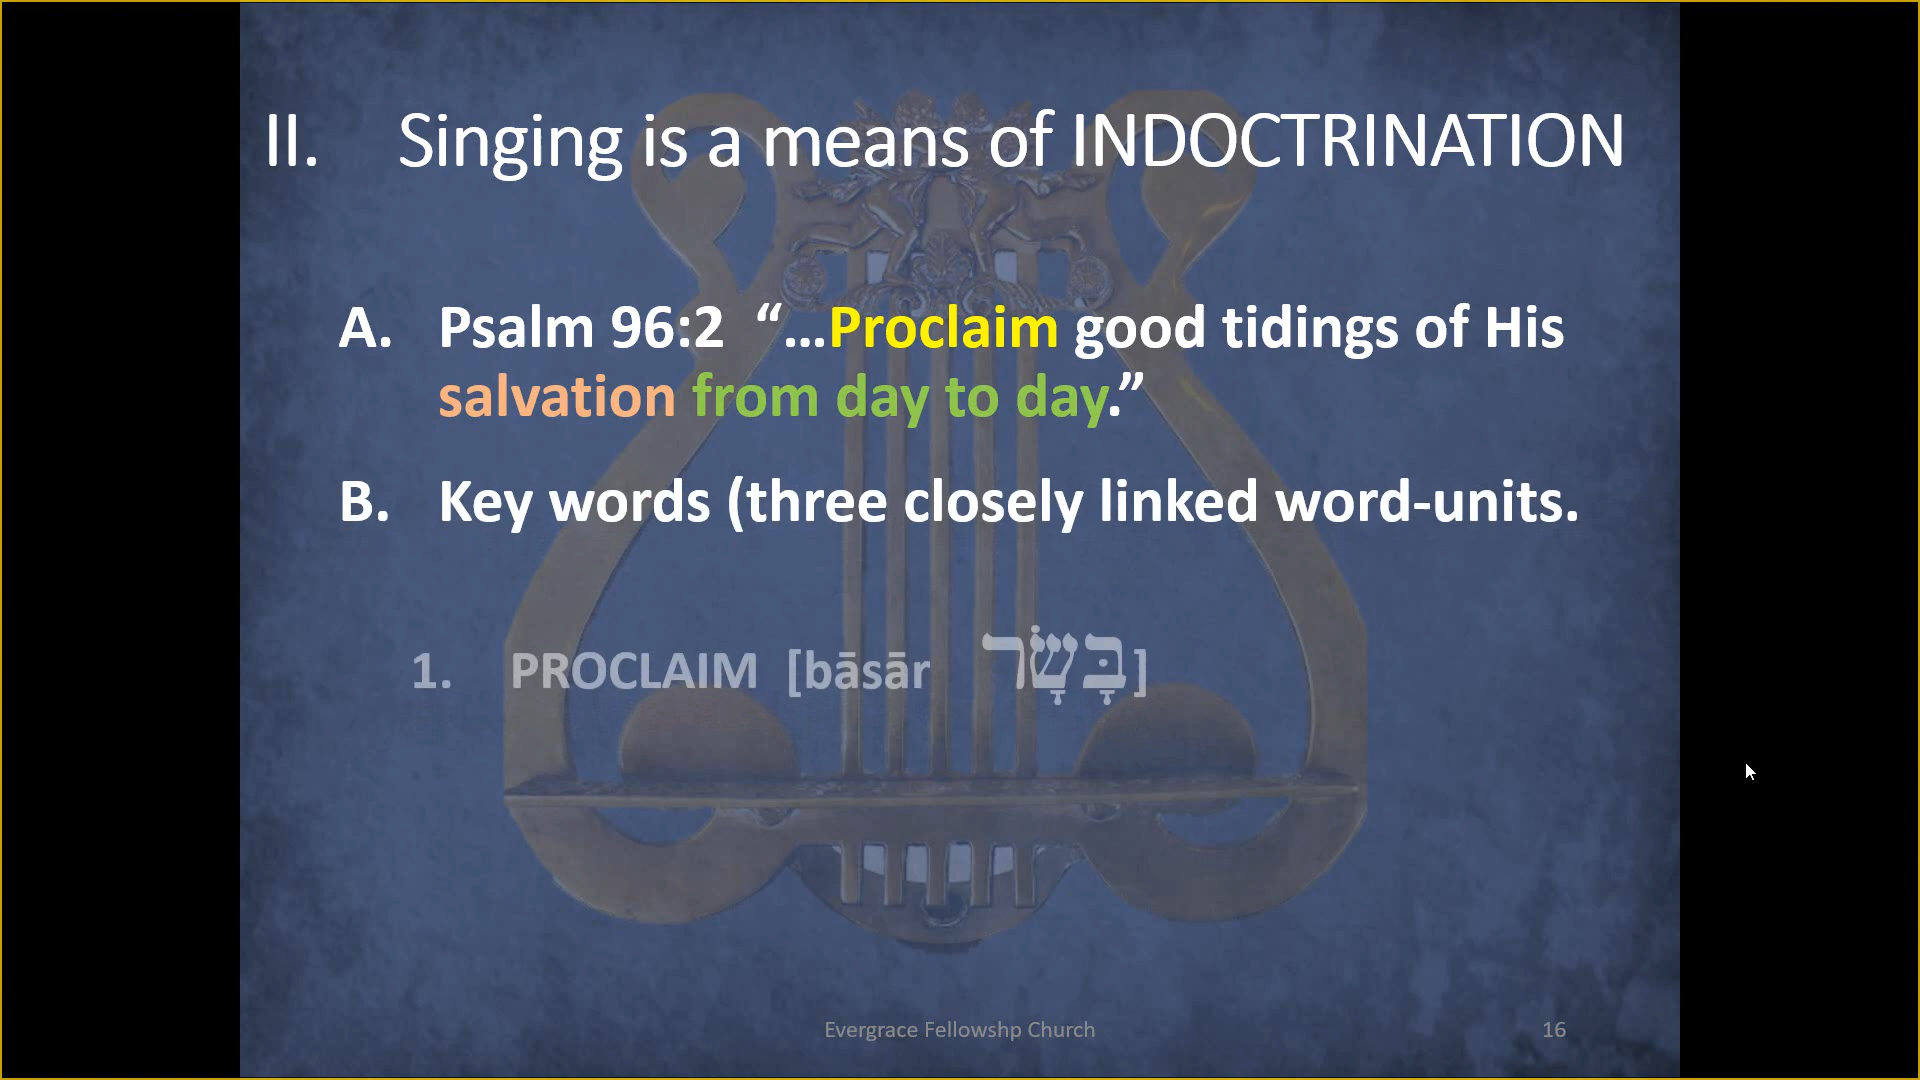 II. Singing is a means of INDOCTRINATION
A. Psalm 96:2 “…Proclaim good tidings of His
salvation from day to day.”
B. Key words (three closely linked word-units.
1. PROCLAIM [bāsār בָּשָׂר]
Evergrace Fellowshp Church
16